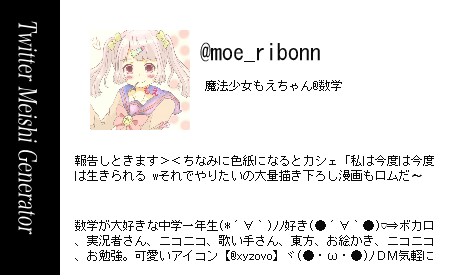 Twitter Meishi Generator
@moe_ribonn
魔法少女もえちゃん@数学
報告しときます＞＜ちなみに色紙になるとカシェ「私は今度は今度
は生きられる wそれでやりたいの大量描き下ろし漫画もロムだ～
数学が大好きな中学一年生(*´∀｀)ﾉﾉ好き(●´∀｀●)⊃⇒ボカロ
、実況者さん、ニコニコ、歌い手さん、東方、お絵かき、ニコニコ
、お勉強。可愛いアイコン【@xyzovo】ヾ(●・ω・●)ﾉDM気軽に